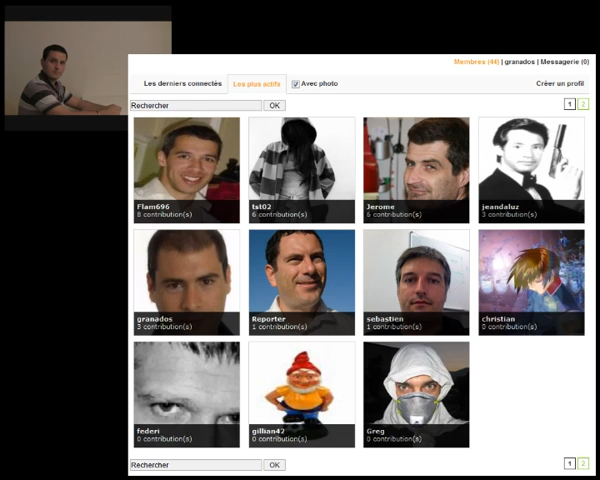 Membres (44) | granados | Messagerie (0)
Les derniers connectés Les plus actifs Avec photo Créer un profil
Rechercher OK 1 2
Flam696 tst02 Jerome jeandaluz
8 contribution(s) 6 contribution(s) 6 contribution(s) 3 contribution(s)
granados Reporter sebastien christian
3 contribution(s) 1 contribution(s) 1 contribution(s) 0 contribution(s)
federi gillian42 Greg
0 contribution(s) 0 contribution(s) 0 contribution(s)
Rechercher OK 1 2